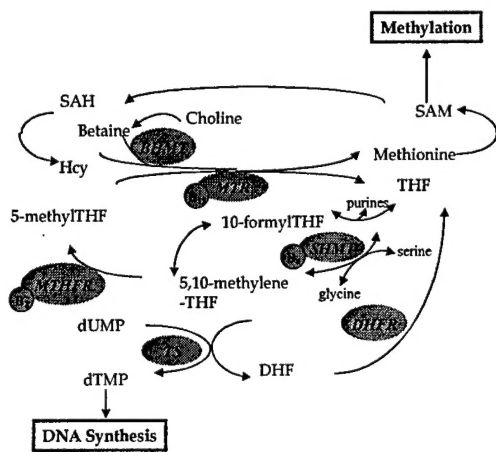 Methylation
SAH
SAM
Betaine
Choline
BHMT
Hcy
Methionine
MTR
THF
purines
5-methylTHF
10-formylTHF
SHMT
serine
MTHFR
5,10-methylene
-THF
glycine
DHFR
dUMP
TS
DHF
dTMP
DNA Synthesis